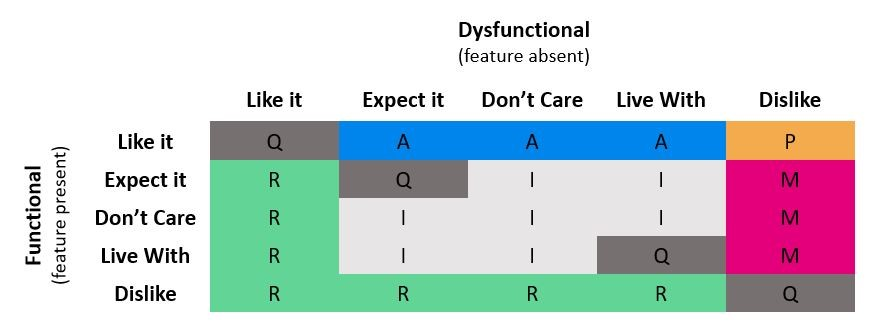 Dysfunctional
(feature absent)
Like it Expect it Don't Care Live With Dislike
Functional
(feature present)
Like it Q A A A P
Expect it R Q I I M
Don't Care R I I I M
Live With R I I Q M
Dislike R R R R Q